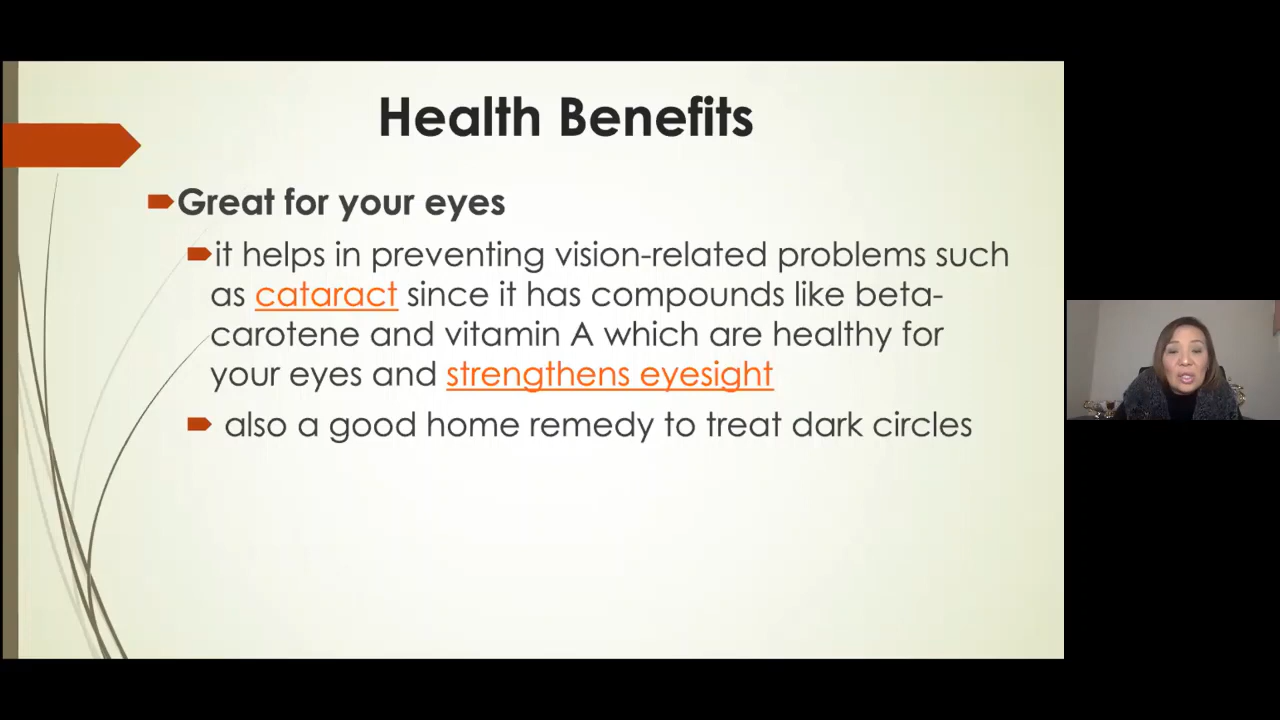 Health Benefits
Great for your eyes
it helps in preventing vision-related problems such
as cataract since it has compounds like beta-
carotene and vitamin A which are healthy for
your eyes and strengthens eyesight
also a good home remedy to treat dark circles